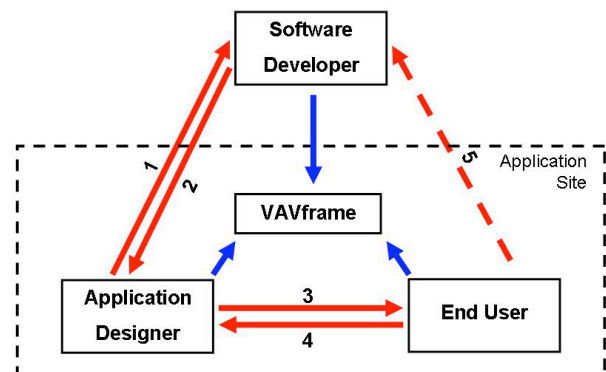 Software
Developer
1
2
5
Application
Site
VAVframe
Application
Designer
3
4
End User